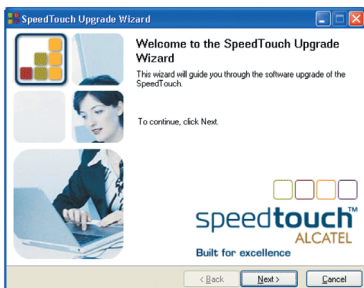 SpeedTouch Upgrade Wizard
Welcome to the SpeedTouch Upgrade
Wizard
This wizard will guide you through the software upgrade of the
SpeedTouch.
To continue, click Next.
speedtouch™
ALCATEL
Built for excellence
< Back
Next >
Cancel